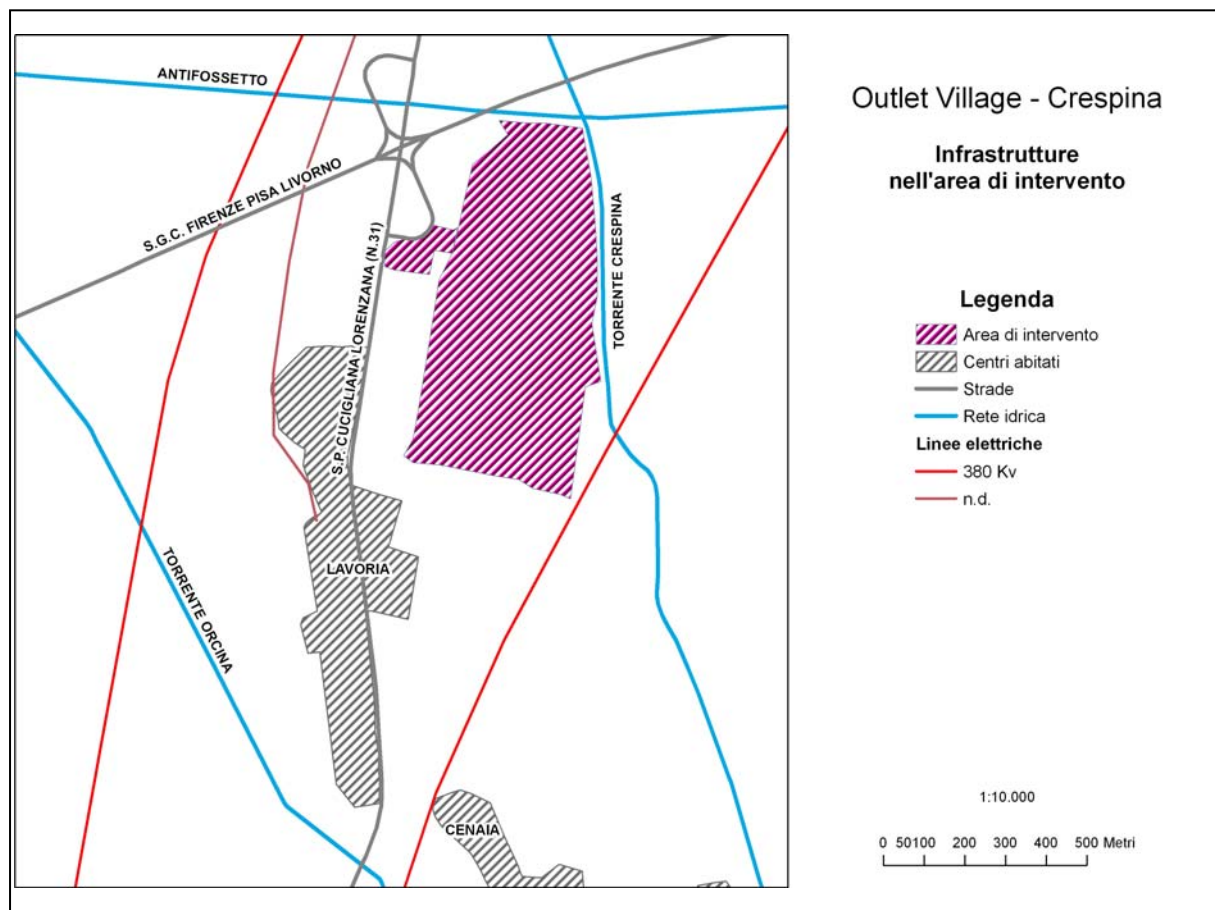 ANTIFOSSETTO
S.G.C. FIRENZE PISA LIVORNO
S.P. CUCIGLIANA LORENZANA (N.31)
TORRENTE CRESPINA
LAVORIA
TORRENTE ORCINA
CENAIA
Outlet Village - Crespina
Infrastrutture
nell'area di intervento
Legenda
Area di intervento
Centri abitati
Strade
Rete idrica
Linee elettriche
380 Kv
n.d.
1:10.000
0 50100 200 300 400 500 Metri